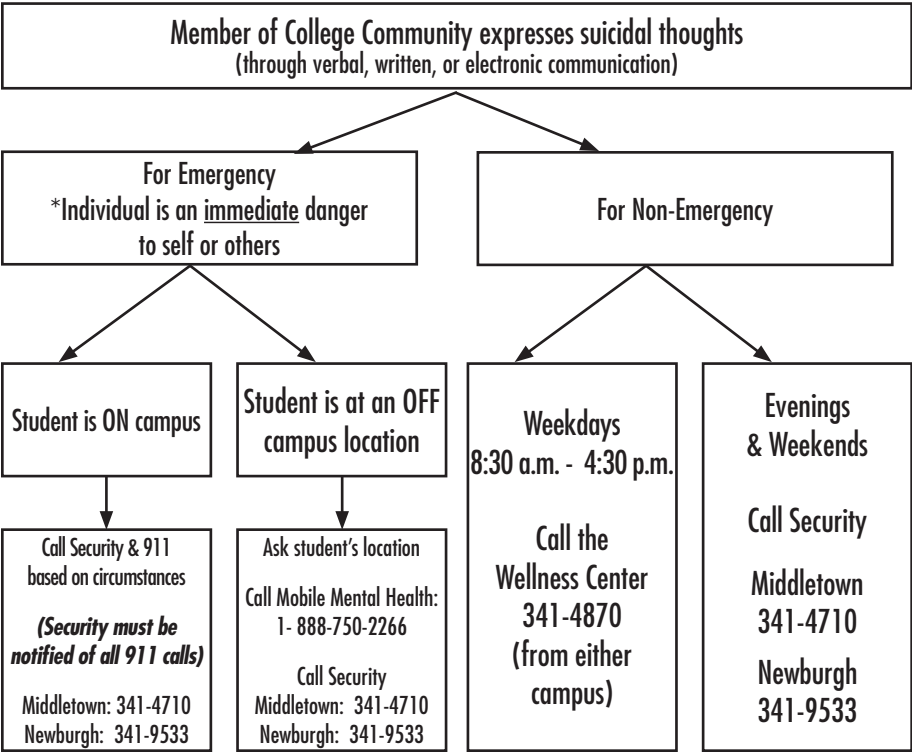 Member of College Community expresses suicidal thoughts
(through verbal, written, or electronic communication)
For Emergency
*Individual is an immediate danger
to self or others
For Non-Emergency
Student is ON campus
Student is at an OFF
campus location
Call Security & 911
based on circumstances
(Security must be
notified of all 911 calls)
Middletown: 341-4710
Newburgh: 341-9533
Ask student's location
Call Mobile Mental Health:
1- 888-750-2266
Call Security
Middletown: 341-4710
Newburgh: 341-9533
Weekdays
8:30 a.m. - 4:30 p.m.
Call the
Wellness Center
341-4870
(from either
campus)
Evenings
& Weekends
Call Security
Middletown
341-4710
Newburgh
341-9533